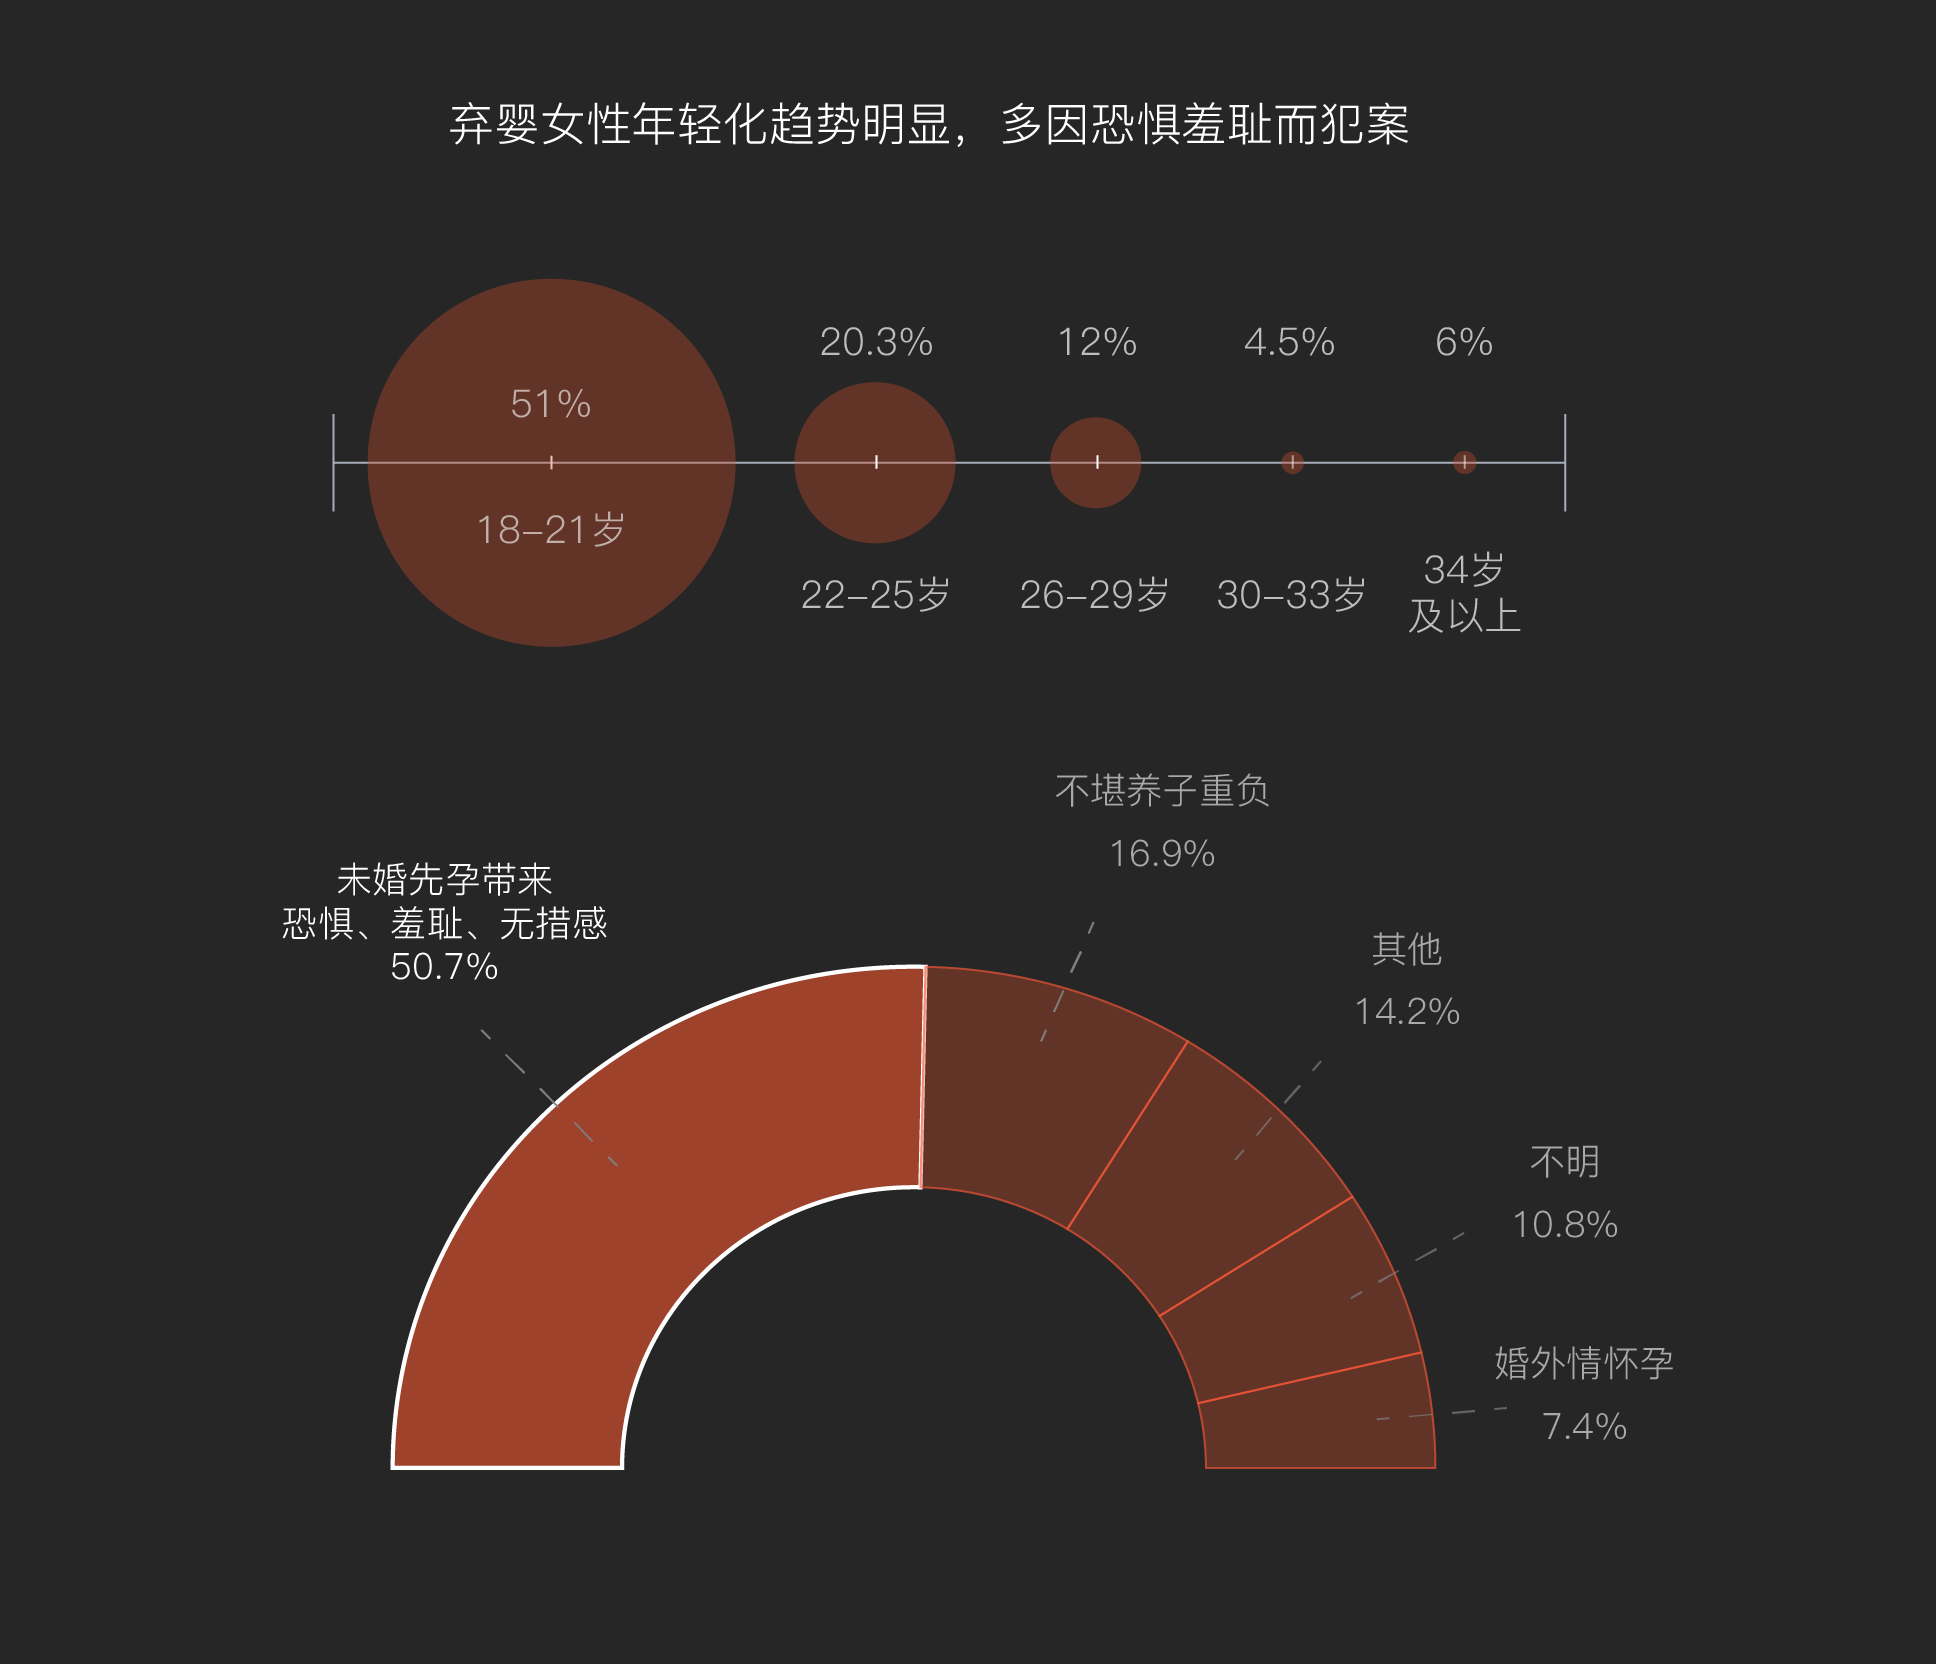 弃婴女性年轻化趋势明显，多因恐惧羞耻而犯案
51%
20.3%
12%
4.5%
6%
18–21岁
22–25岁
26–29岁
30–33岁
34岁
及以上
不堪养子重负
16.9%
未婚先孕带来
恐惧、羞耻、无措感
50.7%
其他
14.2%
不明
10.8%
婚外情怀孕
7.4%